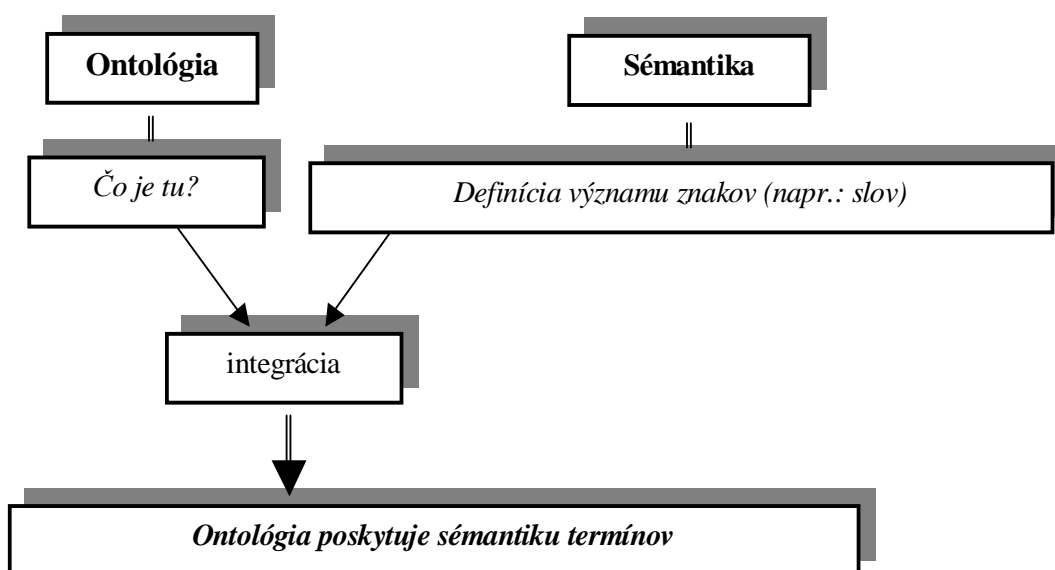 Ontológia
Sémantika
Čo je tu?
Definícia významu znakov (napr.: slov)
integrácia
Ontológia poskytuje sémantiku termínov